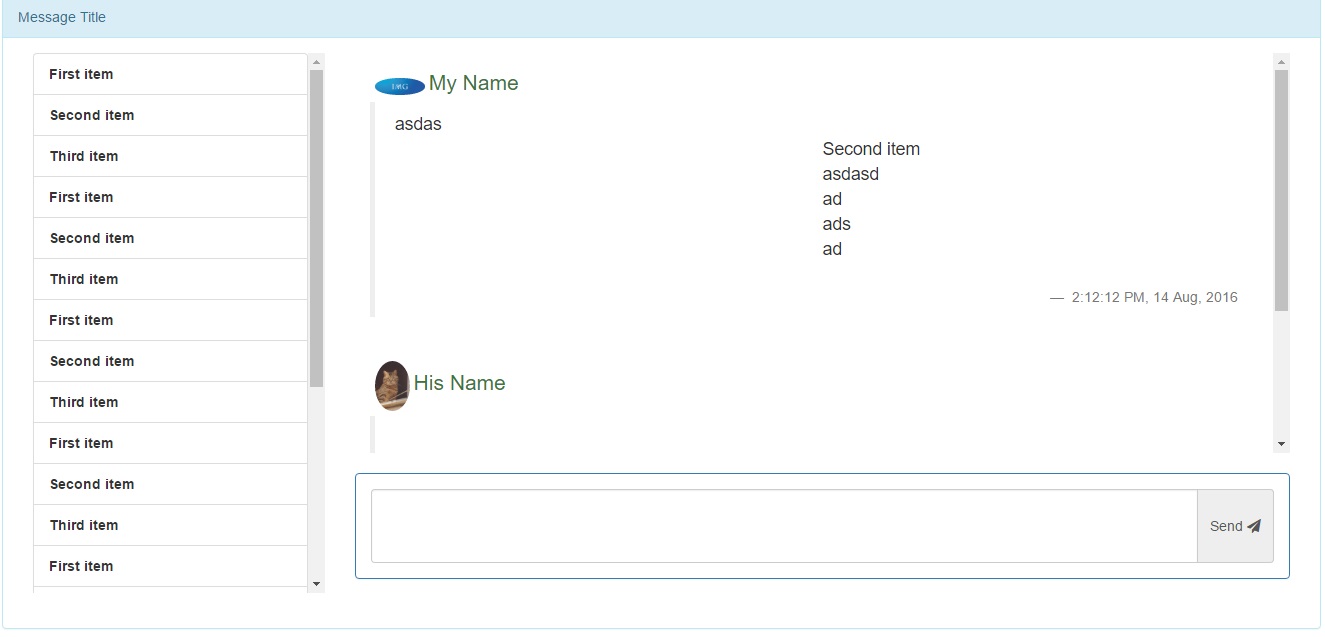 Message Title
First item
Second item
Third item
First item
Second item
Third item
First item
Second item
Third item
First item
Second item
Third item
First item
IMG My Name
asdas
Second item
asdasd
ad
ads
ad
— 2:12:12 PM, 14 Aug, 2016
His Name
Send